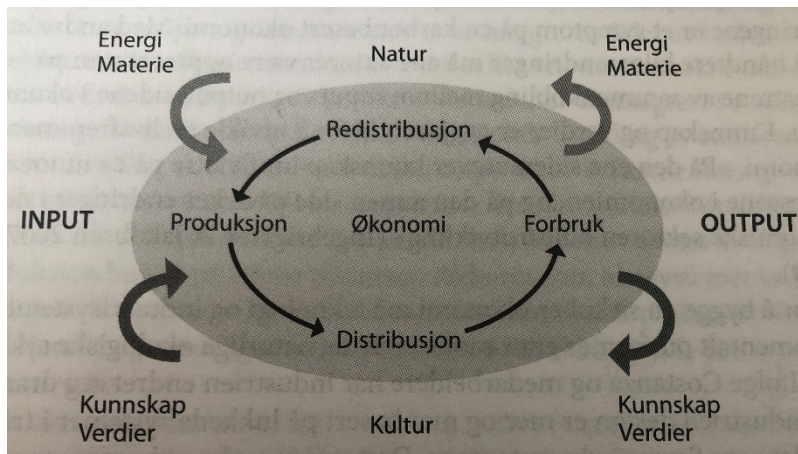 Energi
Materie
Natur
Energi
Materie
Redistribusjon
INPUT
Produksjon
Økonomi
Forbruk
OUTPUT
Distribusjon
Kunnskap
Verdier
Kultur
Kunnskap
Verdier